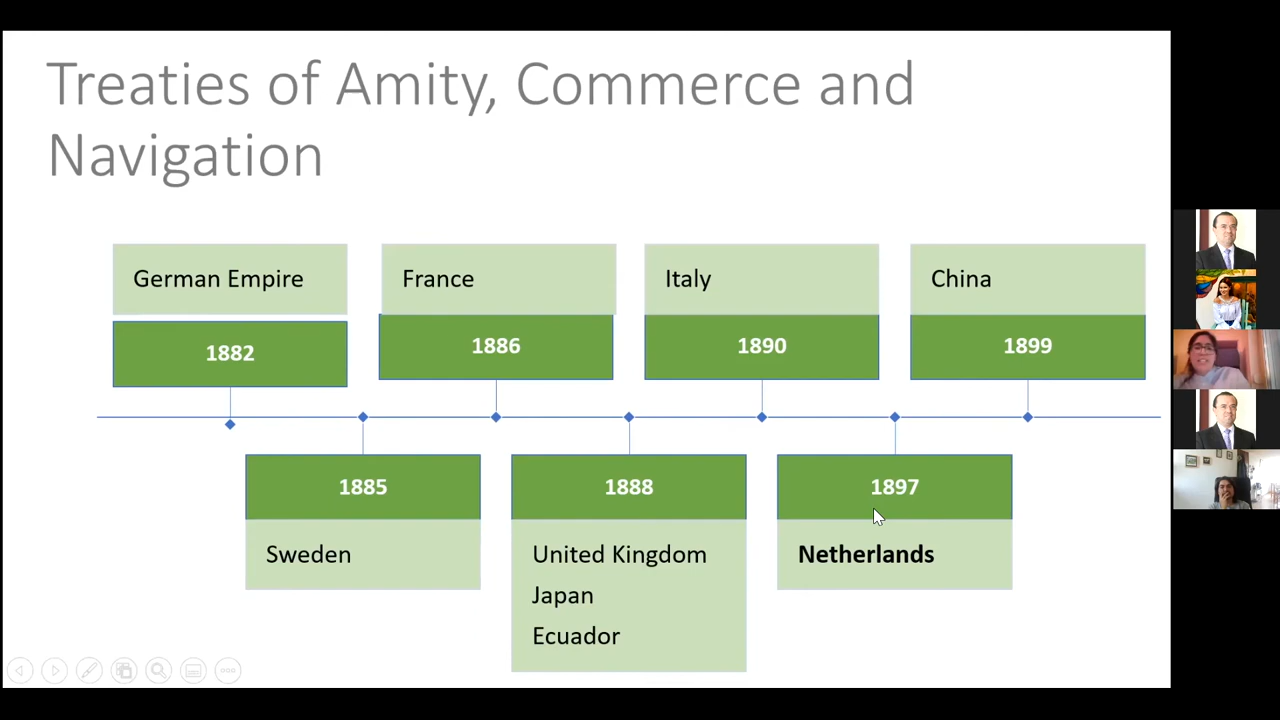 Treaties of Amity, Commerce and
Navigation
German Empire
1882
France
1886
Italy
1890
China
1899
1885
Sweden
1888
United Kingdom
Japan
Ecuador
1897
Netherlands